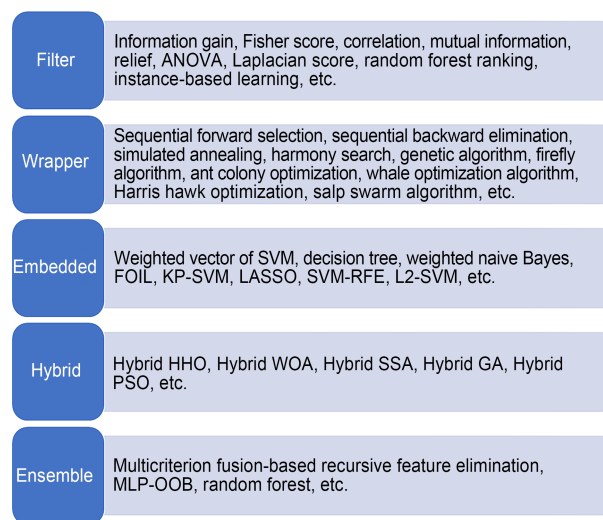 Filter
Information gain, Fisher score, correlation, mutual information,
relief, ANOVA, Laplacian score, random forest ranking,
instance-based learning, etc.
Wrapper
Sequential forward selection, sequential backward elimination,
simulated annealing, harmony search, genetic algorithm, firefly
algorithm, ant colony optimization, whale optimization algorithm,
Harris hawk optimization, salp swarm algorithm, etc.
Embedded
Weighted vector of SVM, decision tree, weighted naive Bayes,
FOIL, KP-SVM, LASSO, SVM-RFE, L2-SVM, etc.
Hybrid
Hybrid HHO, Hybrid WOA, Hybrid SSA, Hybrid GA, Hybrid
PSO, etc.
Ensemble
Multicriterion fusion-based recursive feature elimination,
MLP-OOB, random forest, etc.